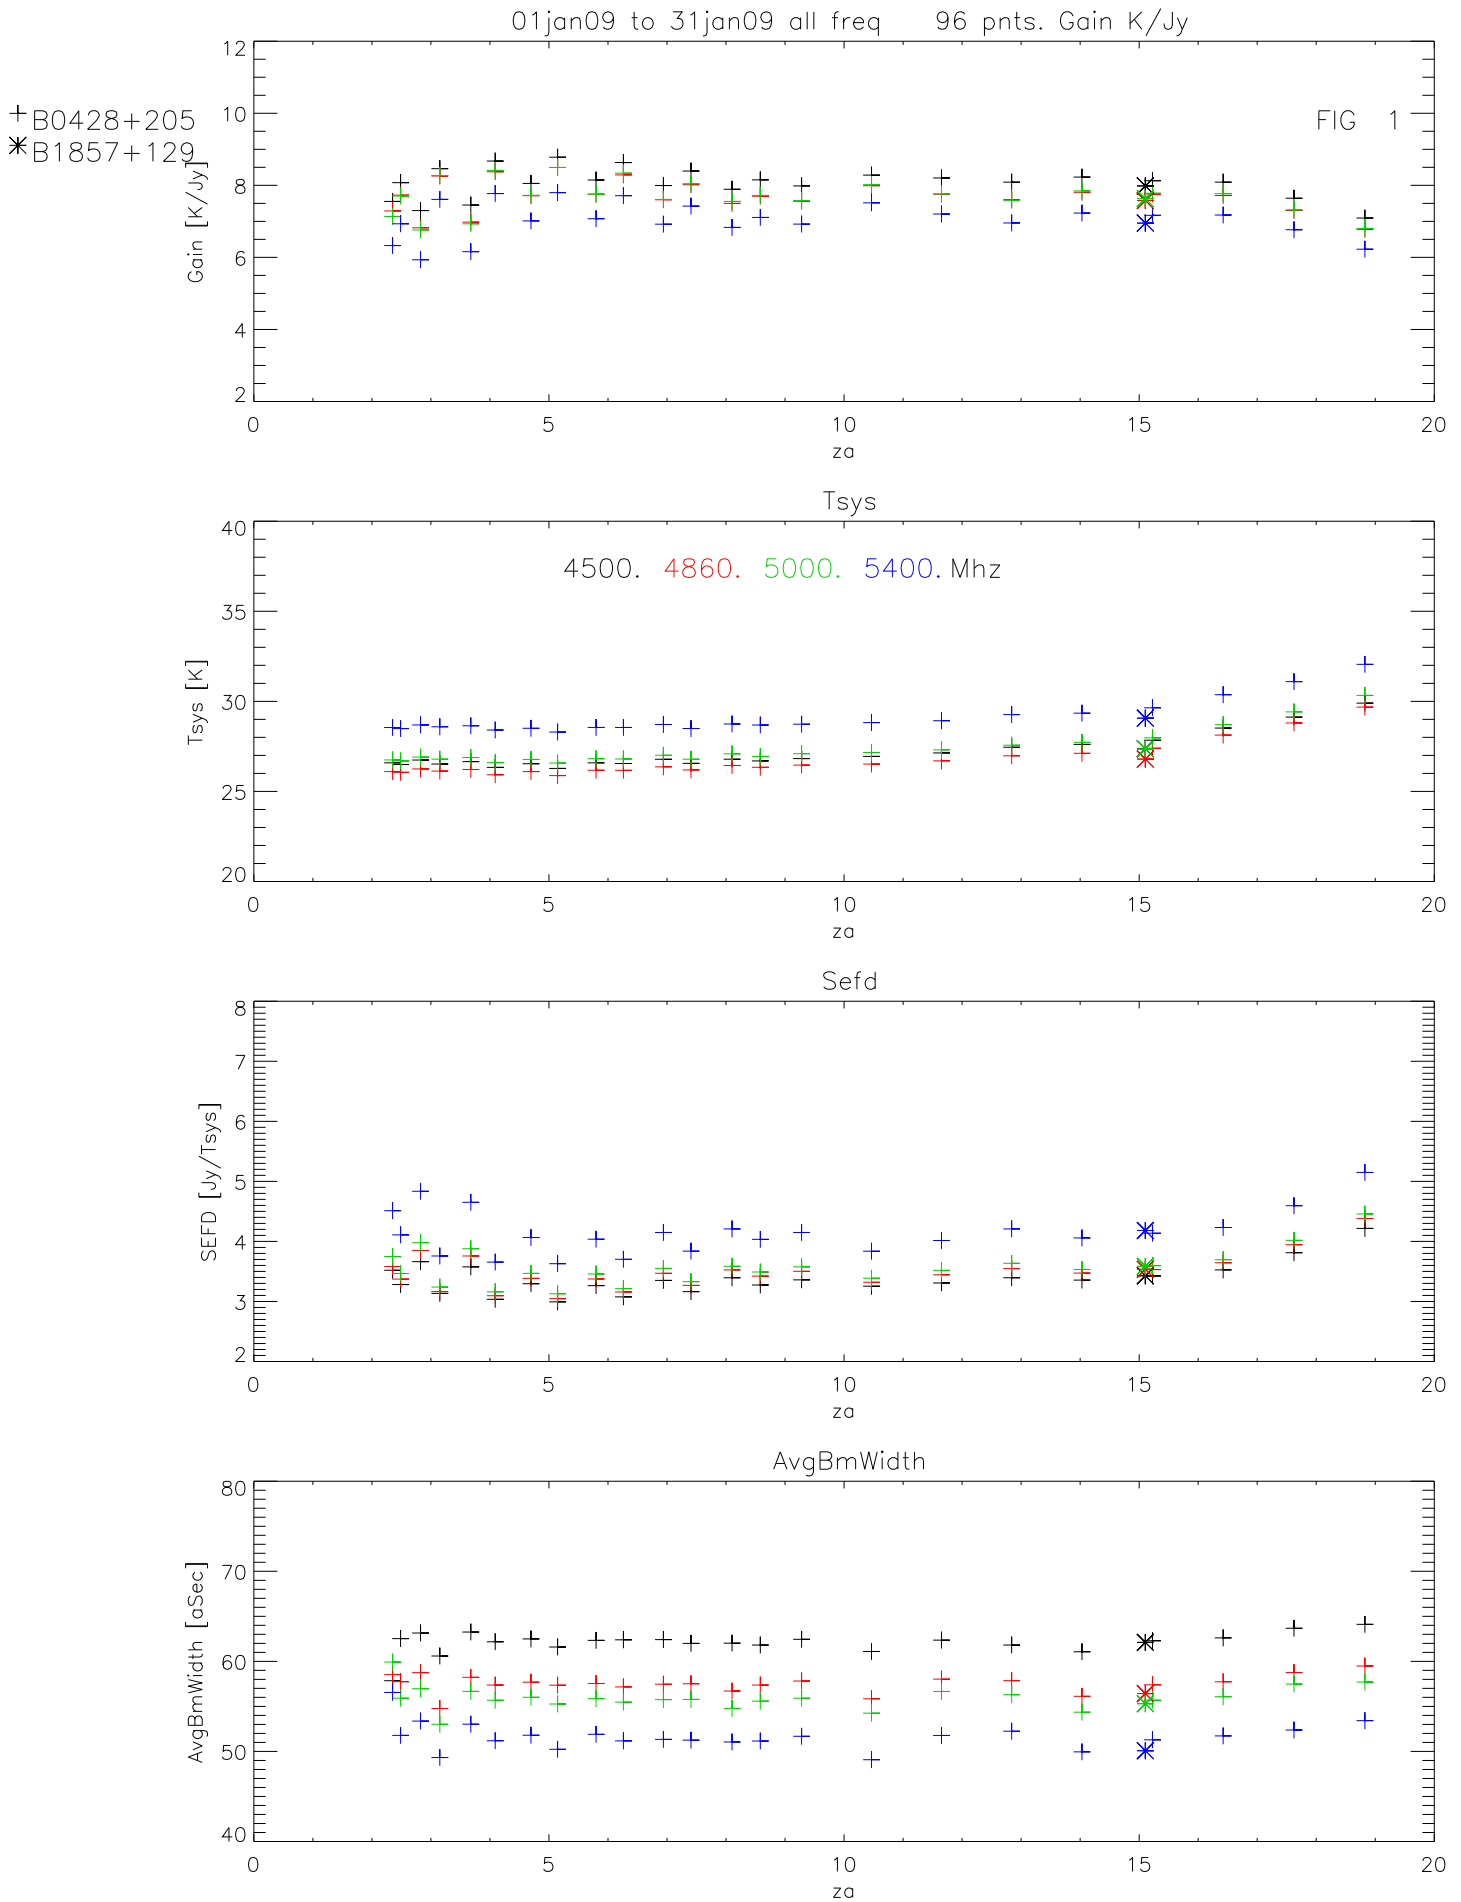 01jan09 to 31jan09 all freq 96 pnts. Gain K/Jy
+B0428+205
*B1857+129
FIG 1
Gain [K/Jy]
12
10
8
6
4
2
0 5 10 15 20
za
Tsys
4500. 4860. 5000. 5400. Mhz
Tsys [K]
40
35
30
25
20
0 5 10 15 20
za
Sefd
SEFD [Jy/Tsys]
8
7
6
5
4
3
2
0 5 10 15 20
za
AvgBmWidth
AvgBmWidth [aSec]
80
70
60
50
40
0 5 10 15 20
za